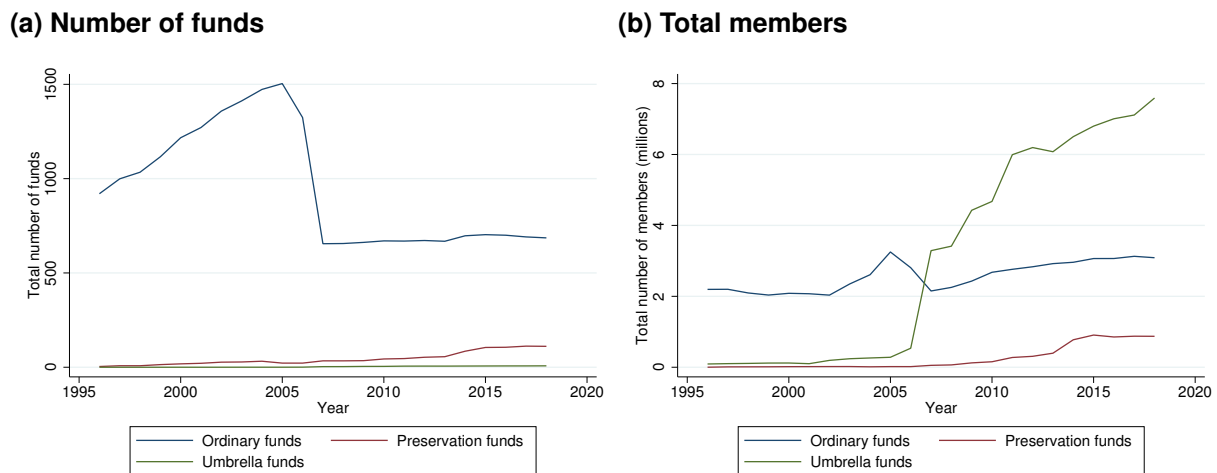 (a) Number of funds
Total number of funds
1500
1000
500
0
1995 2000 2005 2010 2015 2020
Year
Ordinary funds Preservation funds
Umbrella funds
(b) Total members
Total number of members (millions)
8
6
4
2
0
1995 2000 2005 2010 2015 2020
Year
Ordinary funds Preservation funds
Umbrella funds